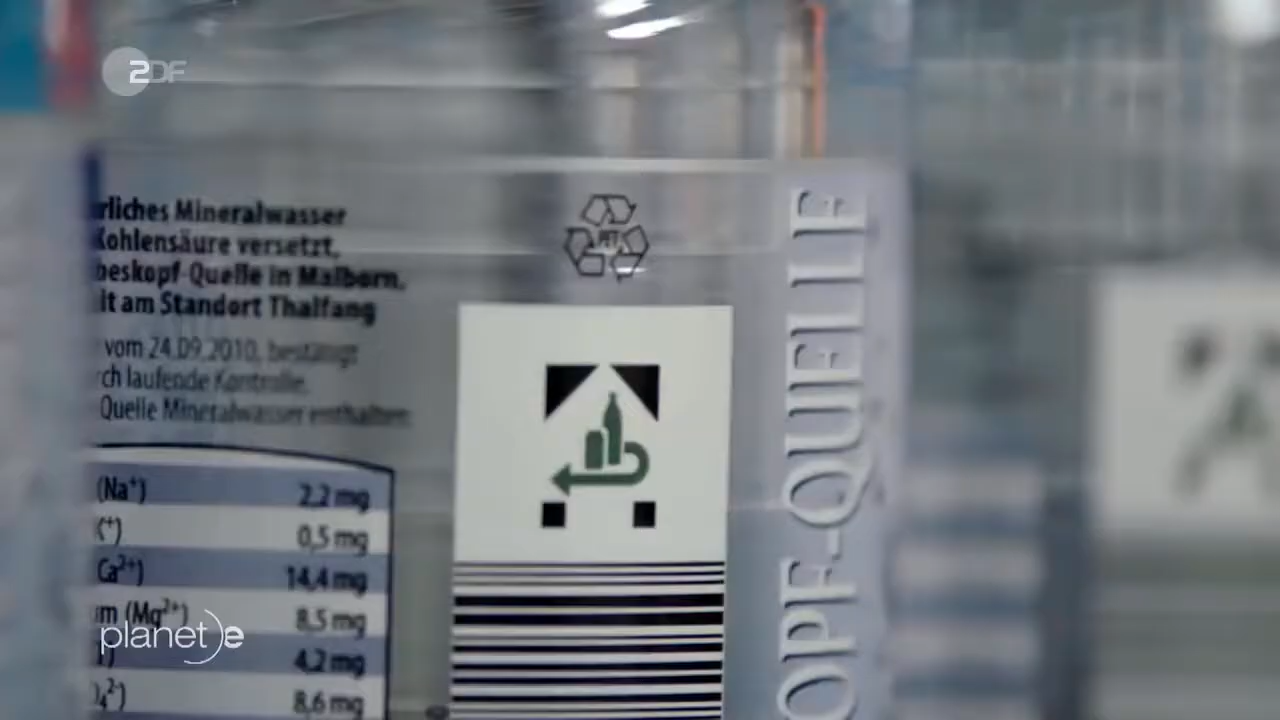 ZDF
rliches Mineralwasser
Kohlensäure versetzt,
beskopf-Quelle in Malborn,
lt am Standort Thalfang
vom 24.09.2010, bestätigt
rch laufende Kontrolle.
Quelle Mineralwasser enthalten
PET
OPF-QUELLE
(Na⁺) 2,2 mg
(⁺) 0,5 mg
Ca²⁺) 14,4 mg
m (Mg²⁺) 8,5 mg
4,2 mg
₄²⁻) 8,6 mg
planet e